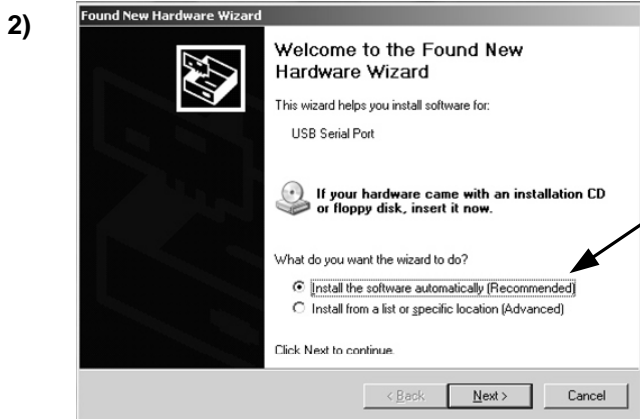 2)
Found New Hardware Wizard
Welcome to the Found New
Hardware Wizard
This wizard helps you install software for:
USB Serial Port
If your hardware came with an installation CD
or floppy disk, insert it now.
What do you want the wizard to do?
Install the software automatically (Recommended)
Install from a list or specific location (Advanced)
Click Next to continue.
< Back Next > Cancel